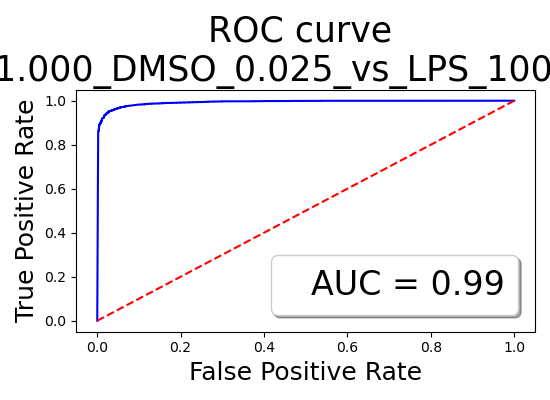 ROC curve
1.000_DMSO_0.025_vs_LPS_100
True Positive Rate
1.0
0.8
0.6
0.4
0.2
0.0
AUC = 0.99
0.0 0.2 0.4 0.6 0.8 1.0
False Positive Rate